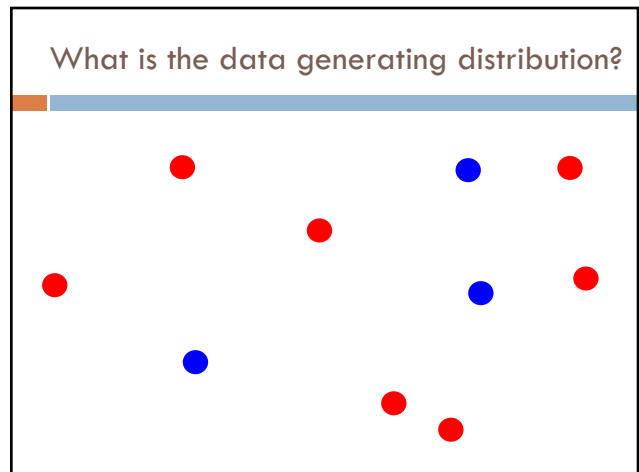 What is the data generating distribution?